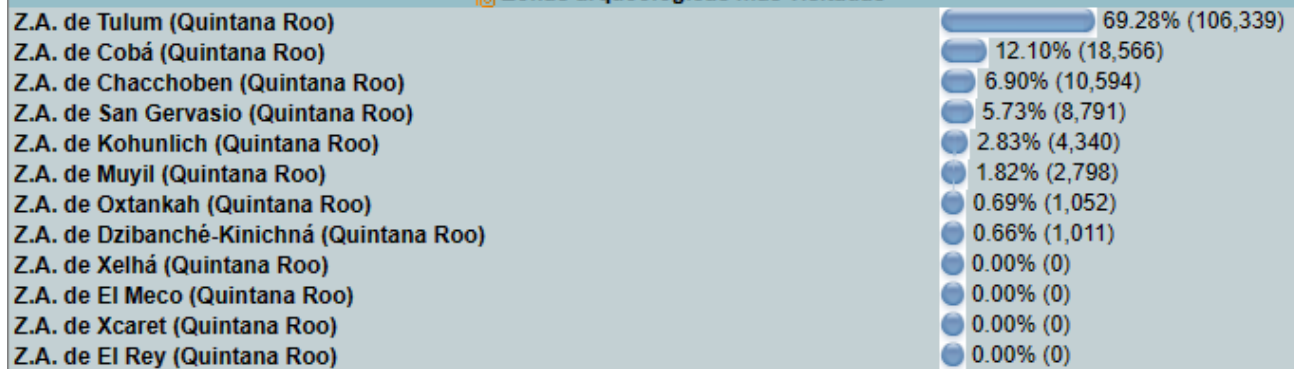 Z.A. de Tulum (Quintana Roo) 69.28% (106,339)
Z.A. de Cobá (Quintana Roo) 12.10% (18,566)
Z.A. de Chacchoben (Quintana Roo) 6.90% (10,594)
Z.A. de San Gervasio (Quintana Roo) 5.73% (8,791)
Z.A. de Kohunlich (Quintana Roo) 2.83% (4,340)
Z.A. de Muyil (Quintana Roo) 1.82% (2,798)
Z.A. de Oxtankah (Quintana Roo) 0.69% (1,052)
Z.A. de Dzibanché-Kinichná (Quintana Roo) 0.66% (1,011)
Z.A. de Xelhá (Quintana Roo) 0.00% (0)
Z.A. de El Meco (Quintana Roo) 0.00% (0)
Z.A. de Xcaret (Quintana Roo) 0.00% (0)
Z.A. de El Rey (Quintana Roo) 0.00% (0)